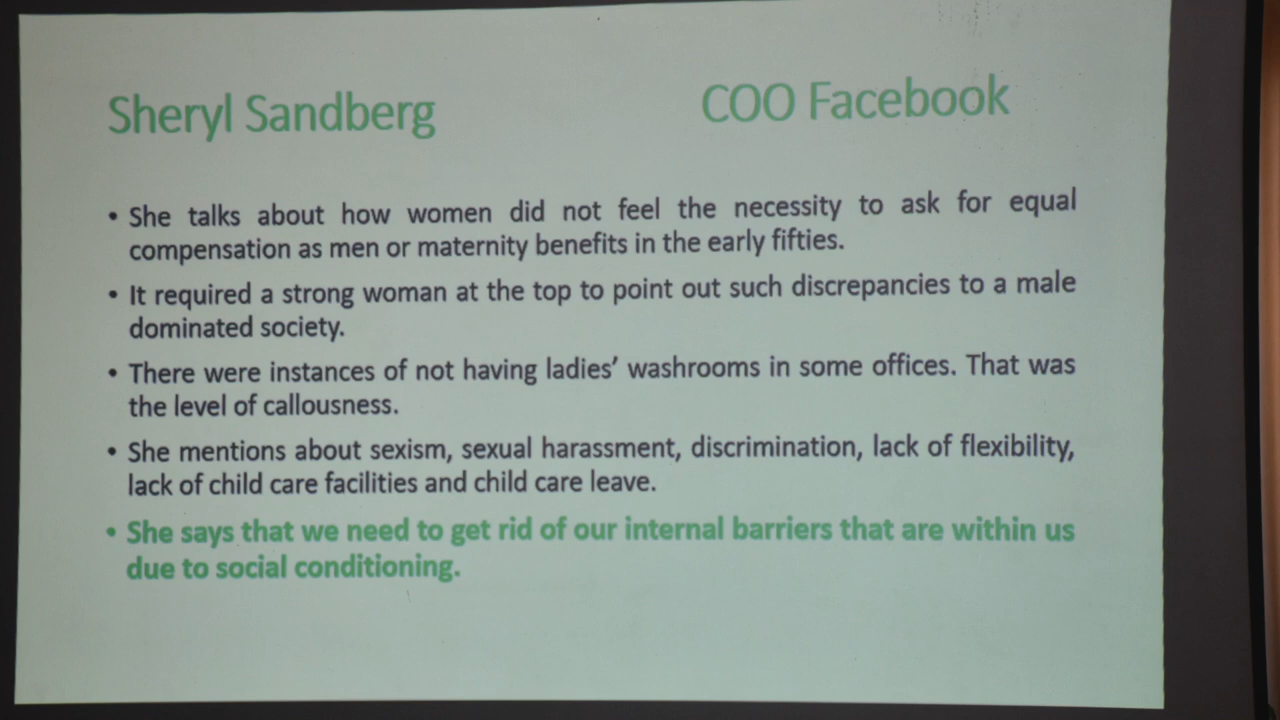 Sheryl Sandberg COO Facebook
• She talks about how women did not feel the necessity to ask for equal
compensation as men or maternity benefits in the early fifties.
• It required a strong woman at the top to point out such discrepancies to a male
dominated society.
• There were instances of not having ladies’ washrooms in some offices. That was
the level of callousness.
• She mentions about sexism, sexual harassment, discrimination, lack of flexibility,
lack of child care facilities and child care leave.
• She says that we need to get rid of our internal barriers that are within us
due to social conditioning.